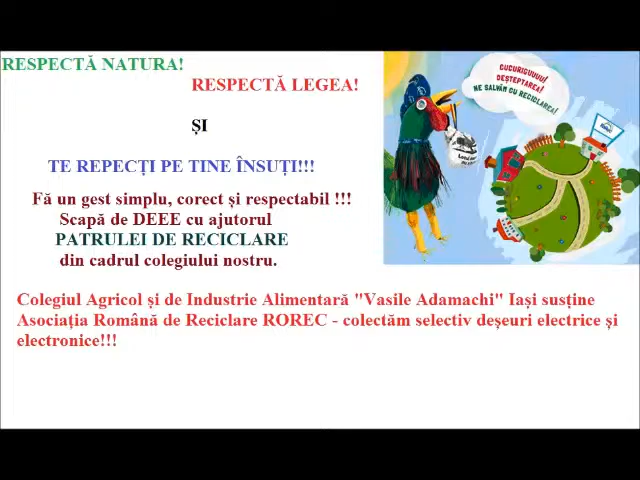 RESPECTĂ NATURA!
RESPECTĂ LEGEA!
ȘI
TE REPECȚI PE TINE ÎNSUȚI!!!
Fă un gest simplu, corect și respectabil !!!
Scapă de DEEE cu ajutorul
PATRULEI DE RECICLARE
din cadrul colegiului nostru.
CUCURIGUUUU!
DEȘTEPTAREA!
NE SALVĂM CU RECICLAREA!
Colegiul Agricol și de Industrie Alimentară "Vasile Adamachi" Iași susține
Asociația Română de Reciclare ROREC - colectăm selectiv deșeuri electrice și
electronice!!!